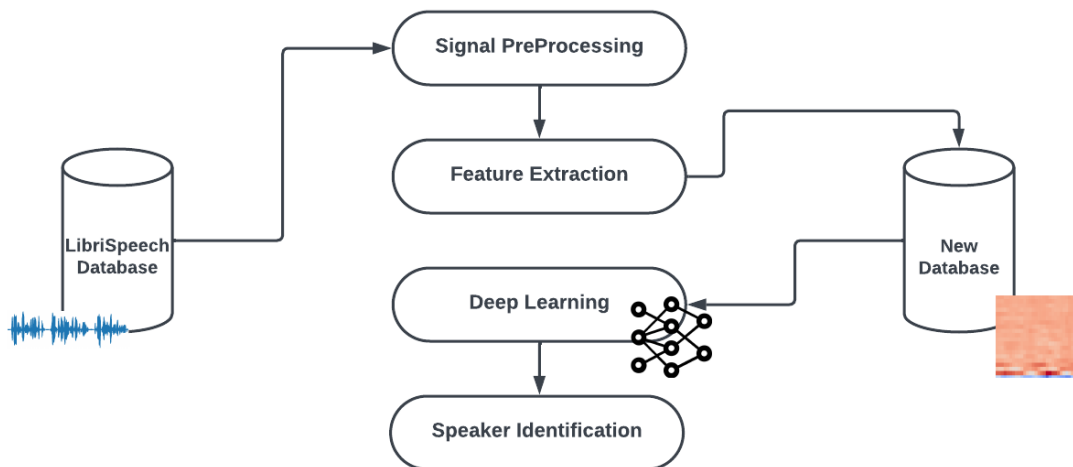 Signal PreProcessing
Feature Extraction
LibriSpeech
Database
New
Database
Deep Learning
Speaker Identification